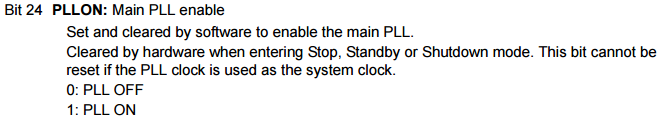 Bit 24 PLLON: Main PLL enable
Set and cleared by software to enable the main PLL.
Cleared by hardware when entering Stop, Standby or Shutdown mode. This bit cannot be
reset if the PLL clock is used as the system clock.
0: PLL OFF
1: PLL ON